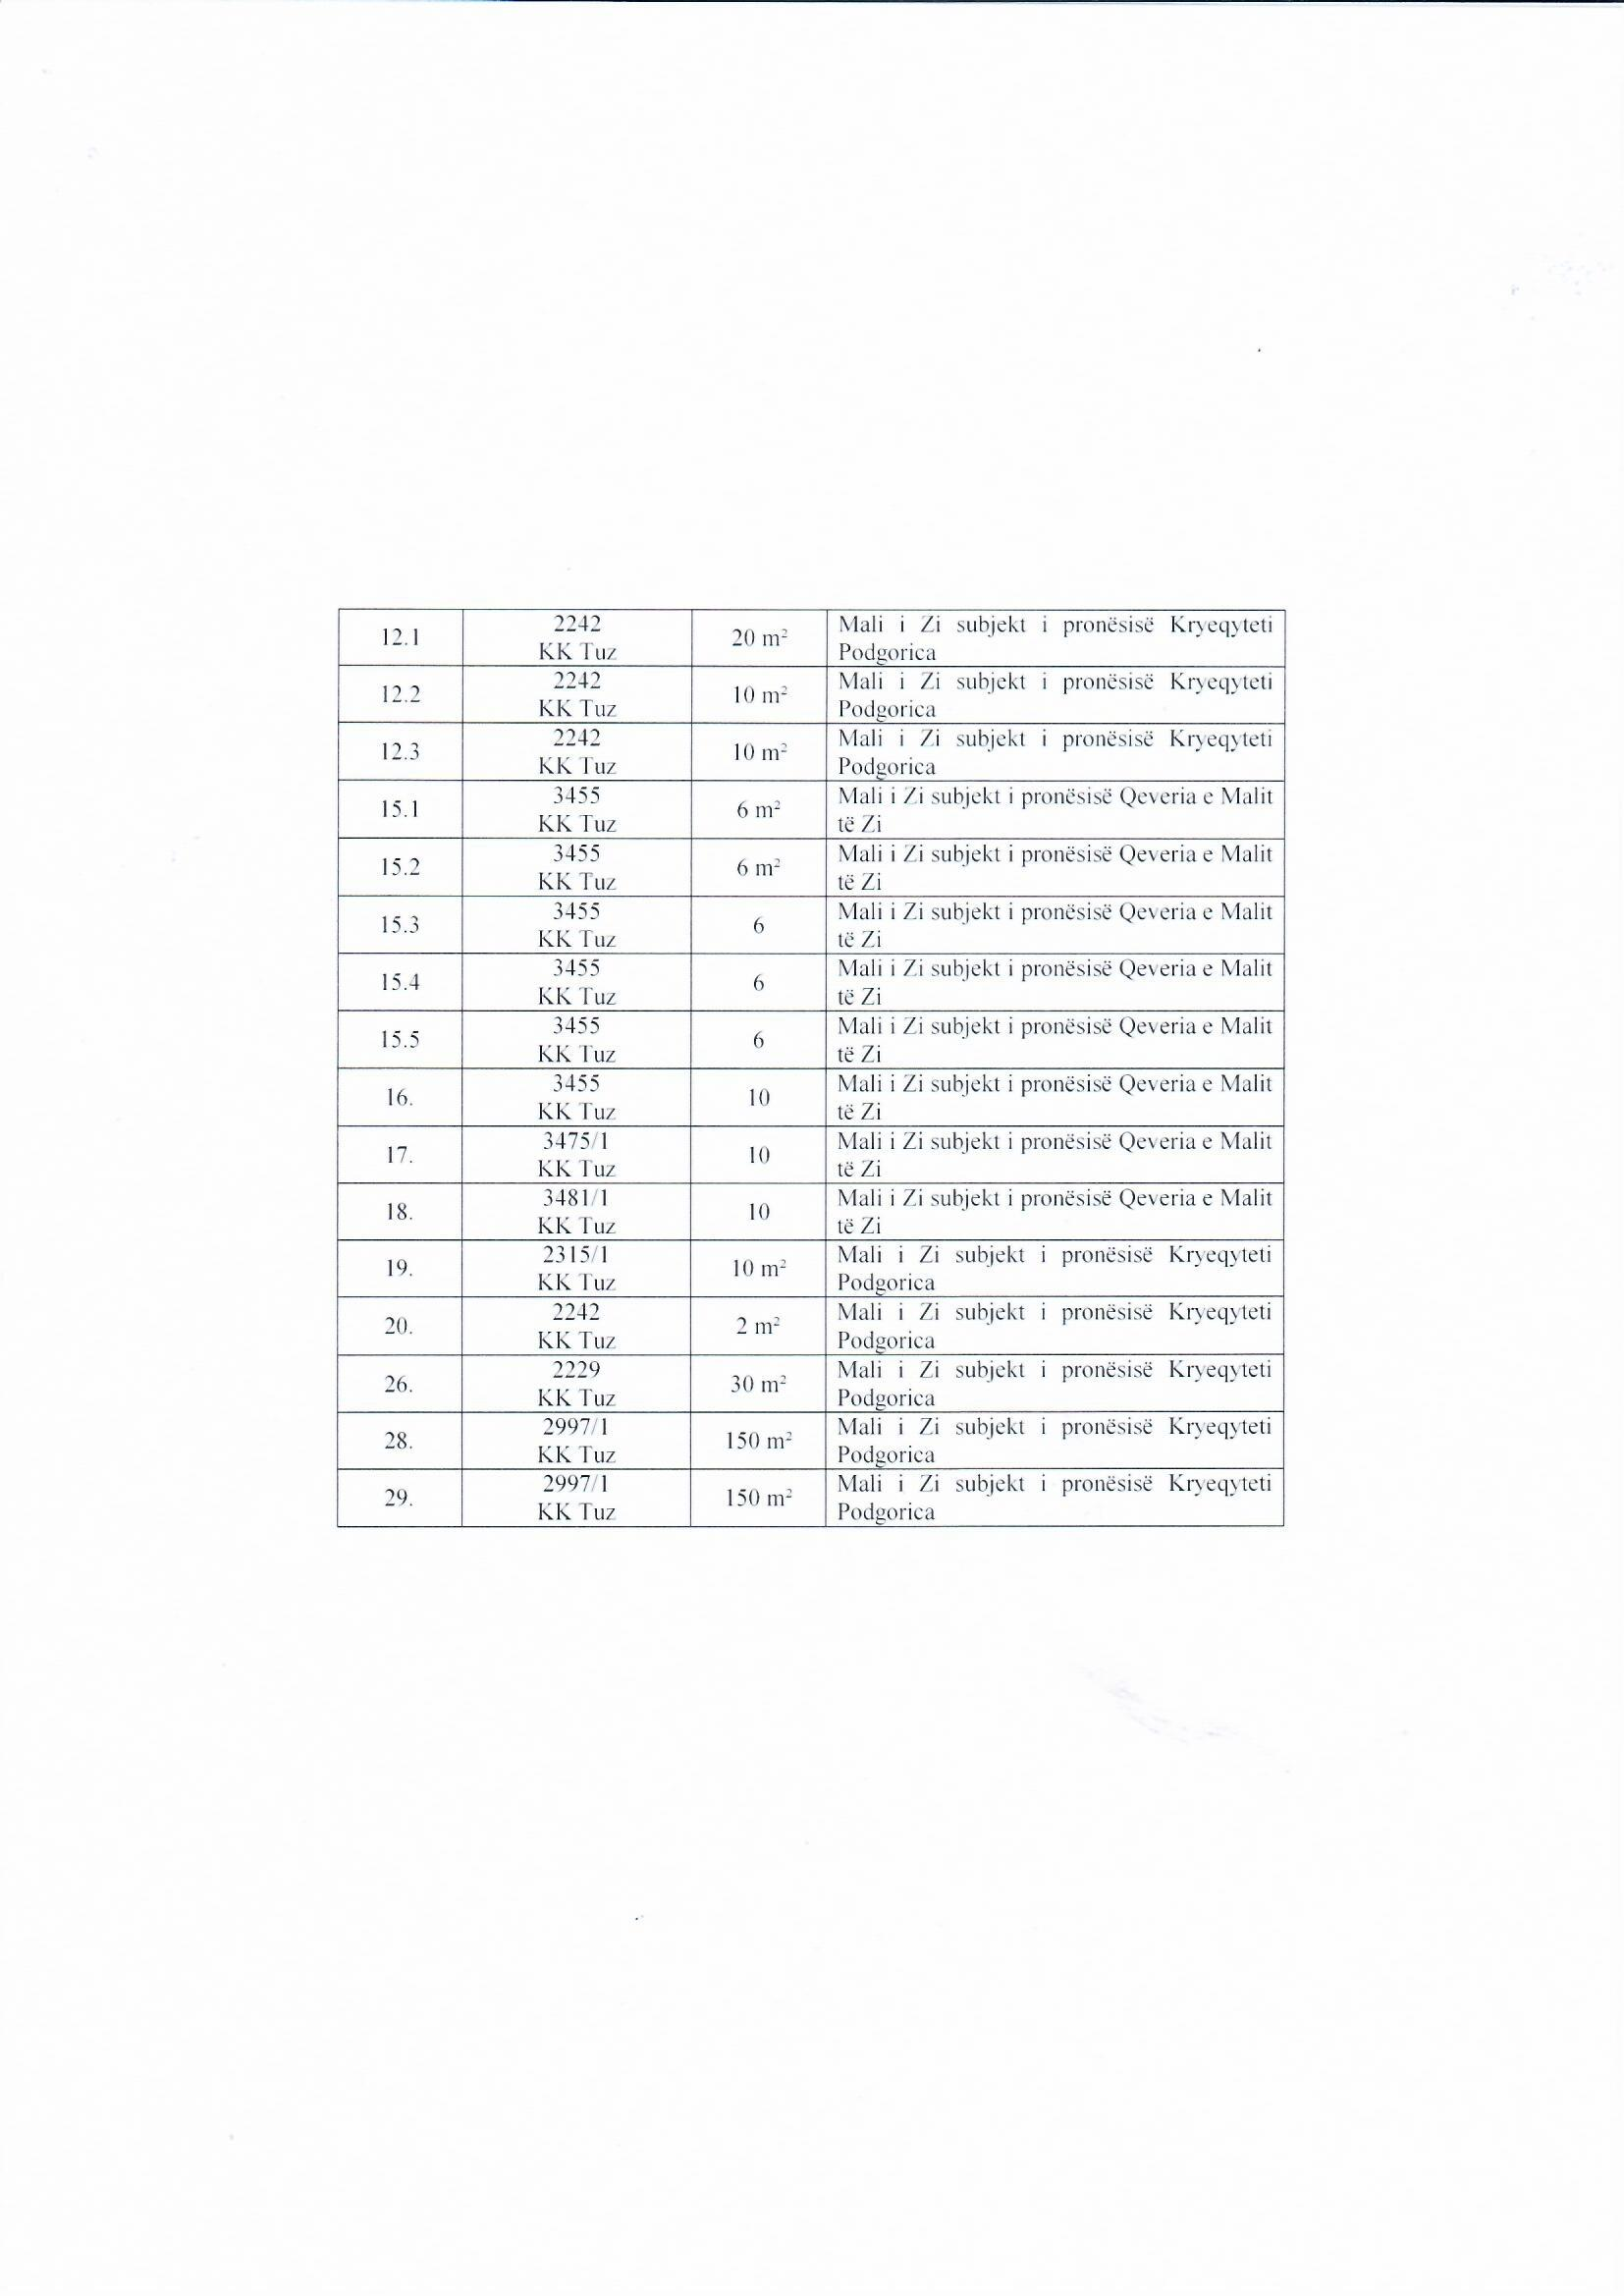 12.1
2242
KK Tuz
20 m²
Mali i Zi subjekt i pronësisë Kryeqyteti
Podgorica
12.2
2242
KK Tuz
10 m²
Mali i Zi subjekt i pronësisë Kryeqyteti
Podgorica
12.3
2242
KK Tuz
10 m²
Mali i Zi subjekt i pronësisë Kryeqyteti
Podgorica
15.1
3455
KK Tuz
6 m²
Mali i Zi subjekt i pronësisë Qeveria e Malit
të Zi
15.2
3455
KK Tuz
6 m²
Mali i Zi subjekt i pronësisë Qeveria e Malit
të Zi
15.3
3455
KK Tuz
6
Mali i Zi subjekt i pronësisë Qeveria e Malit
të Zi
15.4
3455
KK Tuz
6
Mali i Zi subjekt i pronësisë Qeveria e Malit
të Zi
15.5
3455
KK Tuz
6
Mali i Zi subjekt i pronësisë Qeveria e Malit
të Zi
16.
3455
KK Tuz
10
Mali i Zi subjekt i pronësisë Qeveria e Malit
të Zi
17.
3475/1
KK Tuz
10
Mali i Zi subjekt i pronësisë Qeveria e Malit
të Zi
18.
3481/1
KK Tuz
10
Mali i Zi subjekt i pronësisë Qeveria e Malit
të Zi
19.
2315/1
KK Tuz
10 m²
Mali i Zi subjekt i pronësisë Kryeqyteti
Podgorica
20.
2242
KK Tuz
2 m²
Mali i Zi subjekt i pronësisë Kryeqyteti
Podgorica
26.
2229
KK Tuz
30 m²
Mali i Zi subjekt i pronësisë Kryeqyteti
Podgorica
28.
2997/1
KK Tuz
150 m²
Mali i Zi subjekt i pronësisë Kryeqyteti
Podgorica
29.
2997/1
KK Tuz
150 m²
Mali i Zi subjekt i pronësisë Kryeqyteti
Podgorica